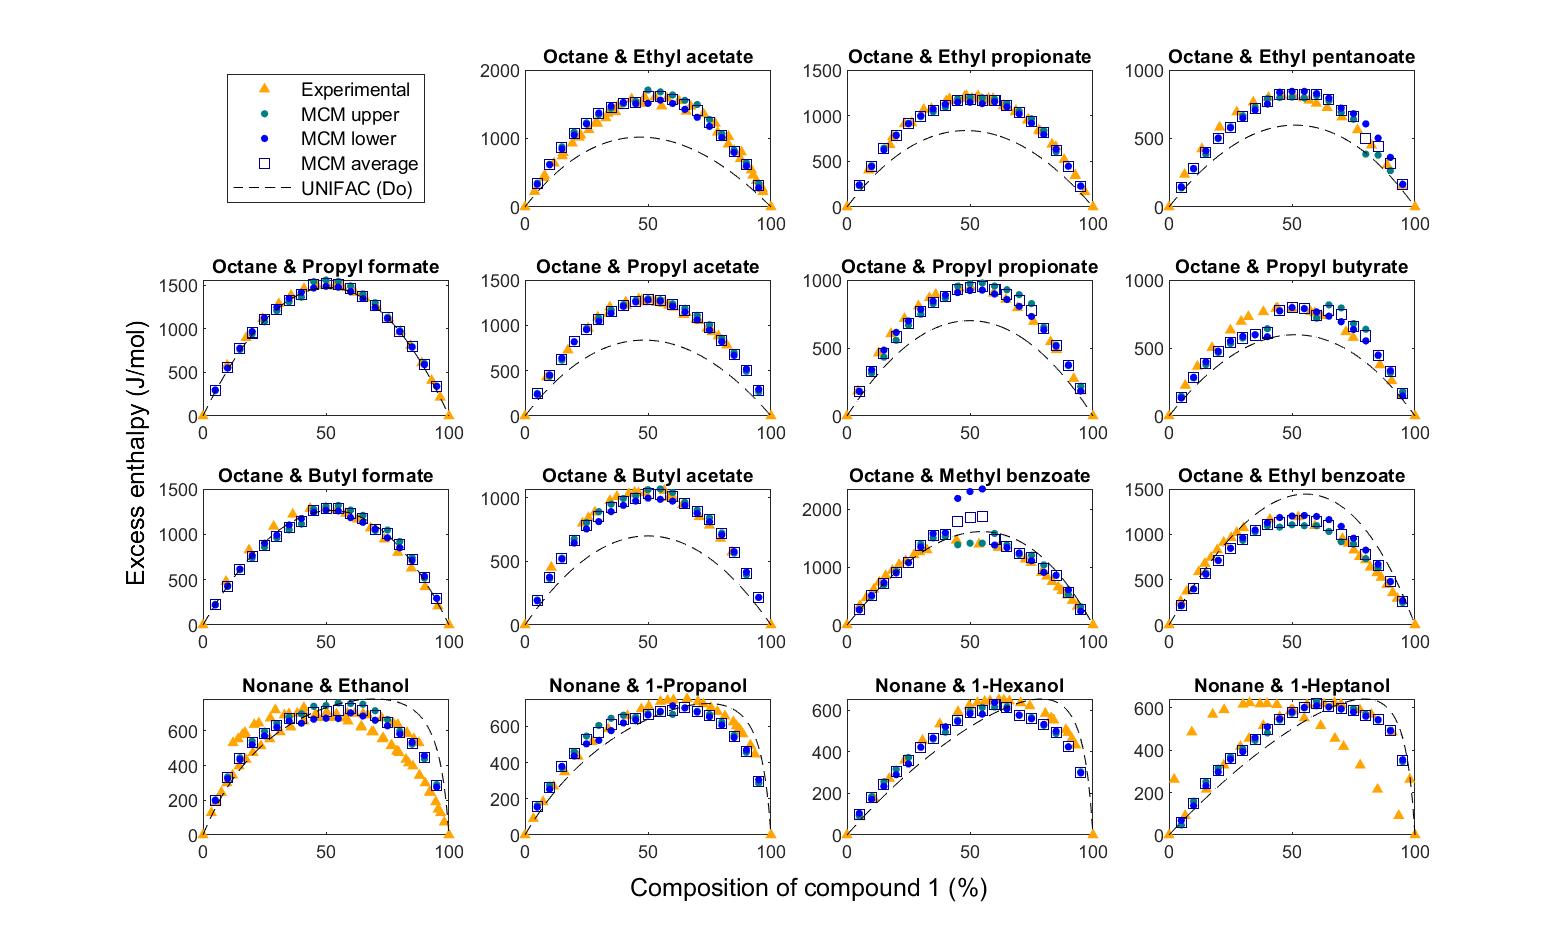 Experimental
MCM upper
MCM lower
MCM average
UNIFAC (Do)
Octane & Ethyl acetate
2000
1000
0
0 50 100
Octane & Ethyl propionate
1500
1000
500
0
0 50 100
Octane & Ethyl pentanoate
1000
500
0
0 50 100
Octane & Propyl formate
1500
1000
500
0
0 50 100
Octane & Propyl acetate
1500
1000
500
0
0 50 100
Octane & Propyl propionate
1000
500
0
0 50 100
Octane & Propyl butyrate
1000
500
0
0 50 100
Excess enthalpy (J/mol)
Octane & Butyl formate
1500
1000
500
0
0 50 100
Octane & Butyl acetate
1000
500
0
0 50 100
Octane & Methyl benzoate
2000
1000
0
0 50 100
Octane & Ethyl benzoate
1500
1000
500
0
0 50 100
Nonane & Ethanol
600
400
200
0
0 50 100
Nonane & 1-Propanol
600
400
200
0
0 50 100
Nonane & 1-Hexanol
600
400
200
0
0 50 100
Nonane & 1-Heptanol
600
400
200
0
0 50 100
Composition of compound 1 (%)